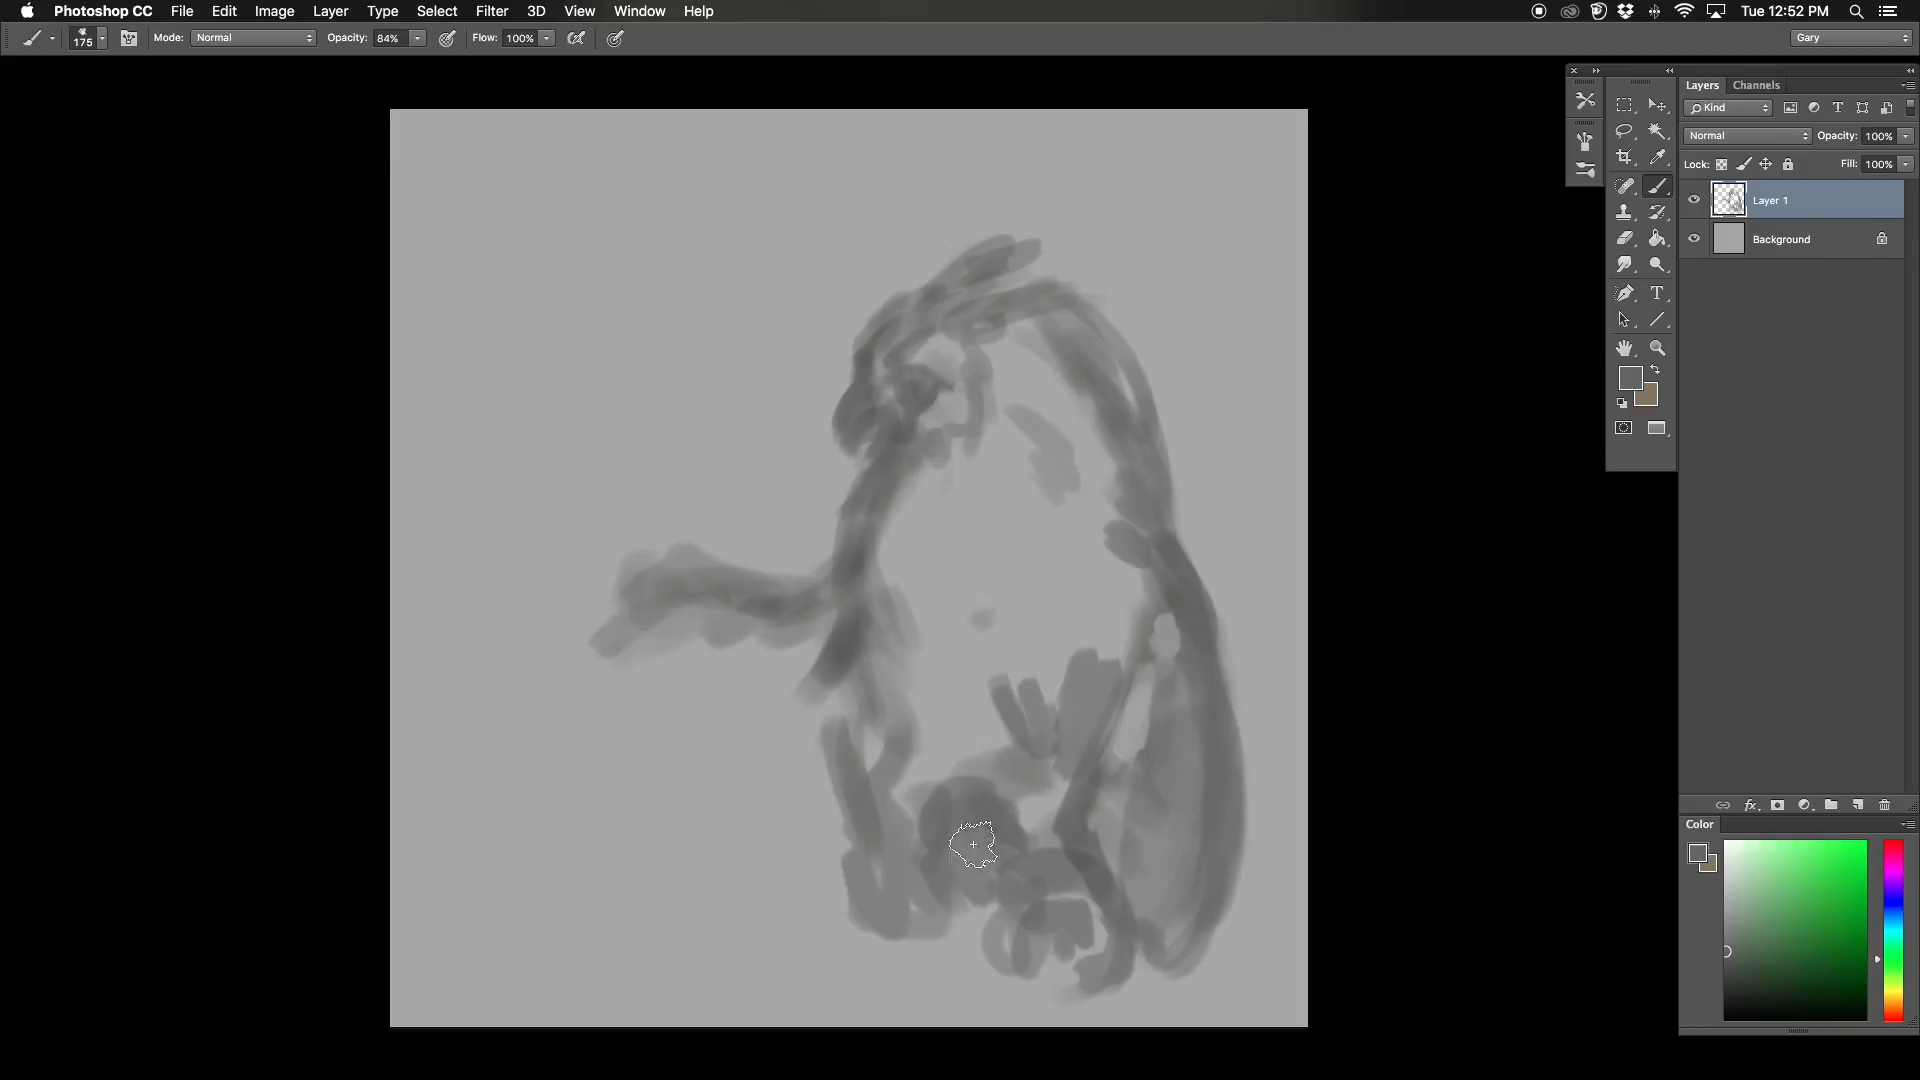 Photoshop CC File Edit Image Layer Type Select Filter 3D View Window Help Tue 12:52 PM
175 Mode: Normal Opacity: 84% Flow: 100% Gary
Layers Channels
Kind
Normal Opacity: 100%
Lock: Fill: 100%
Layer 1
Background
Color